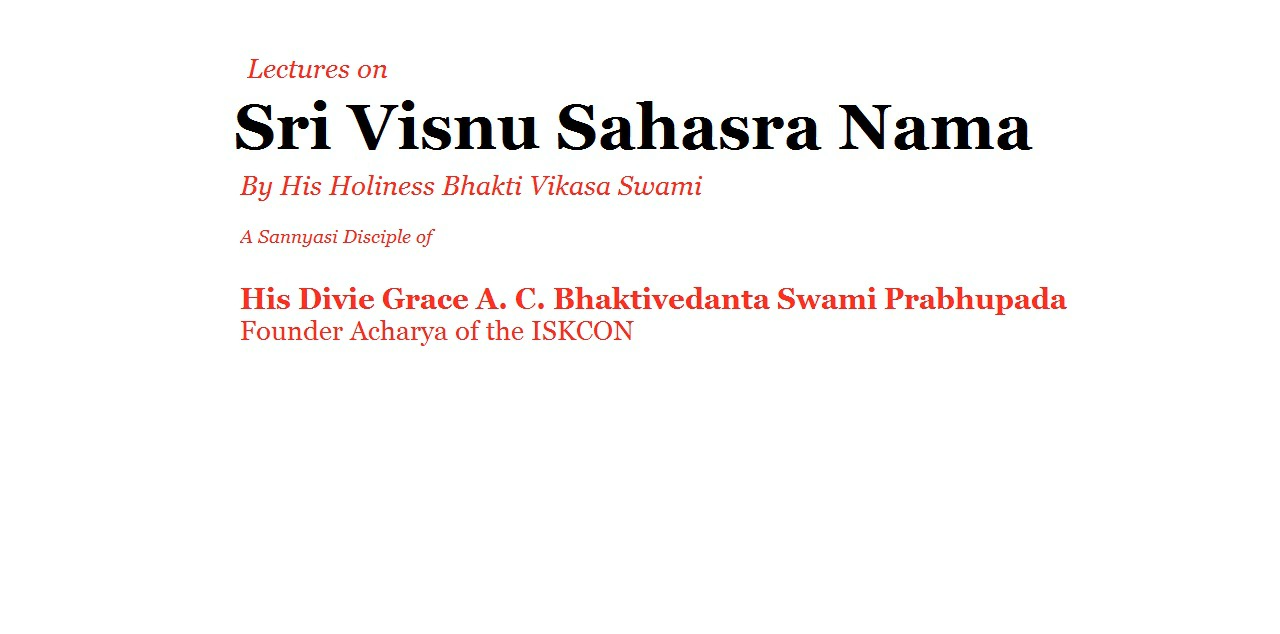 Lectures on
Sri Visnu Sahasra Nama
By His Holiness Bhakti Vikasa Swami
A Sannyasi Disciple of
His Divie Grace A. C. Bhaktivedanta Swami Prabhupada
Founder Acharya of the ISKCON